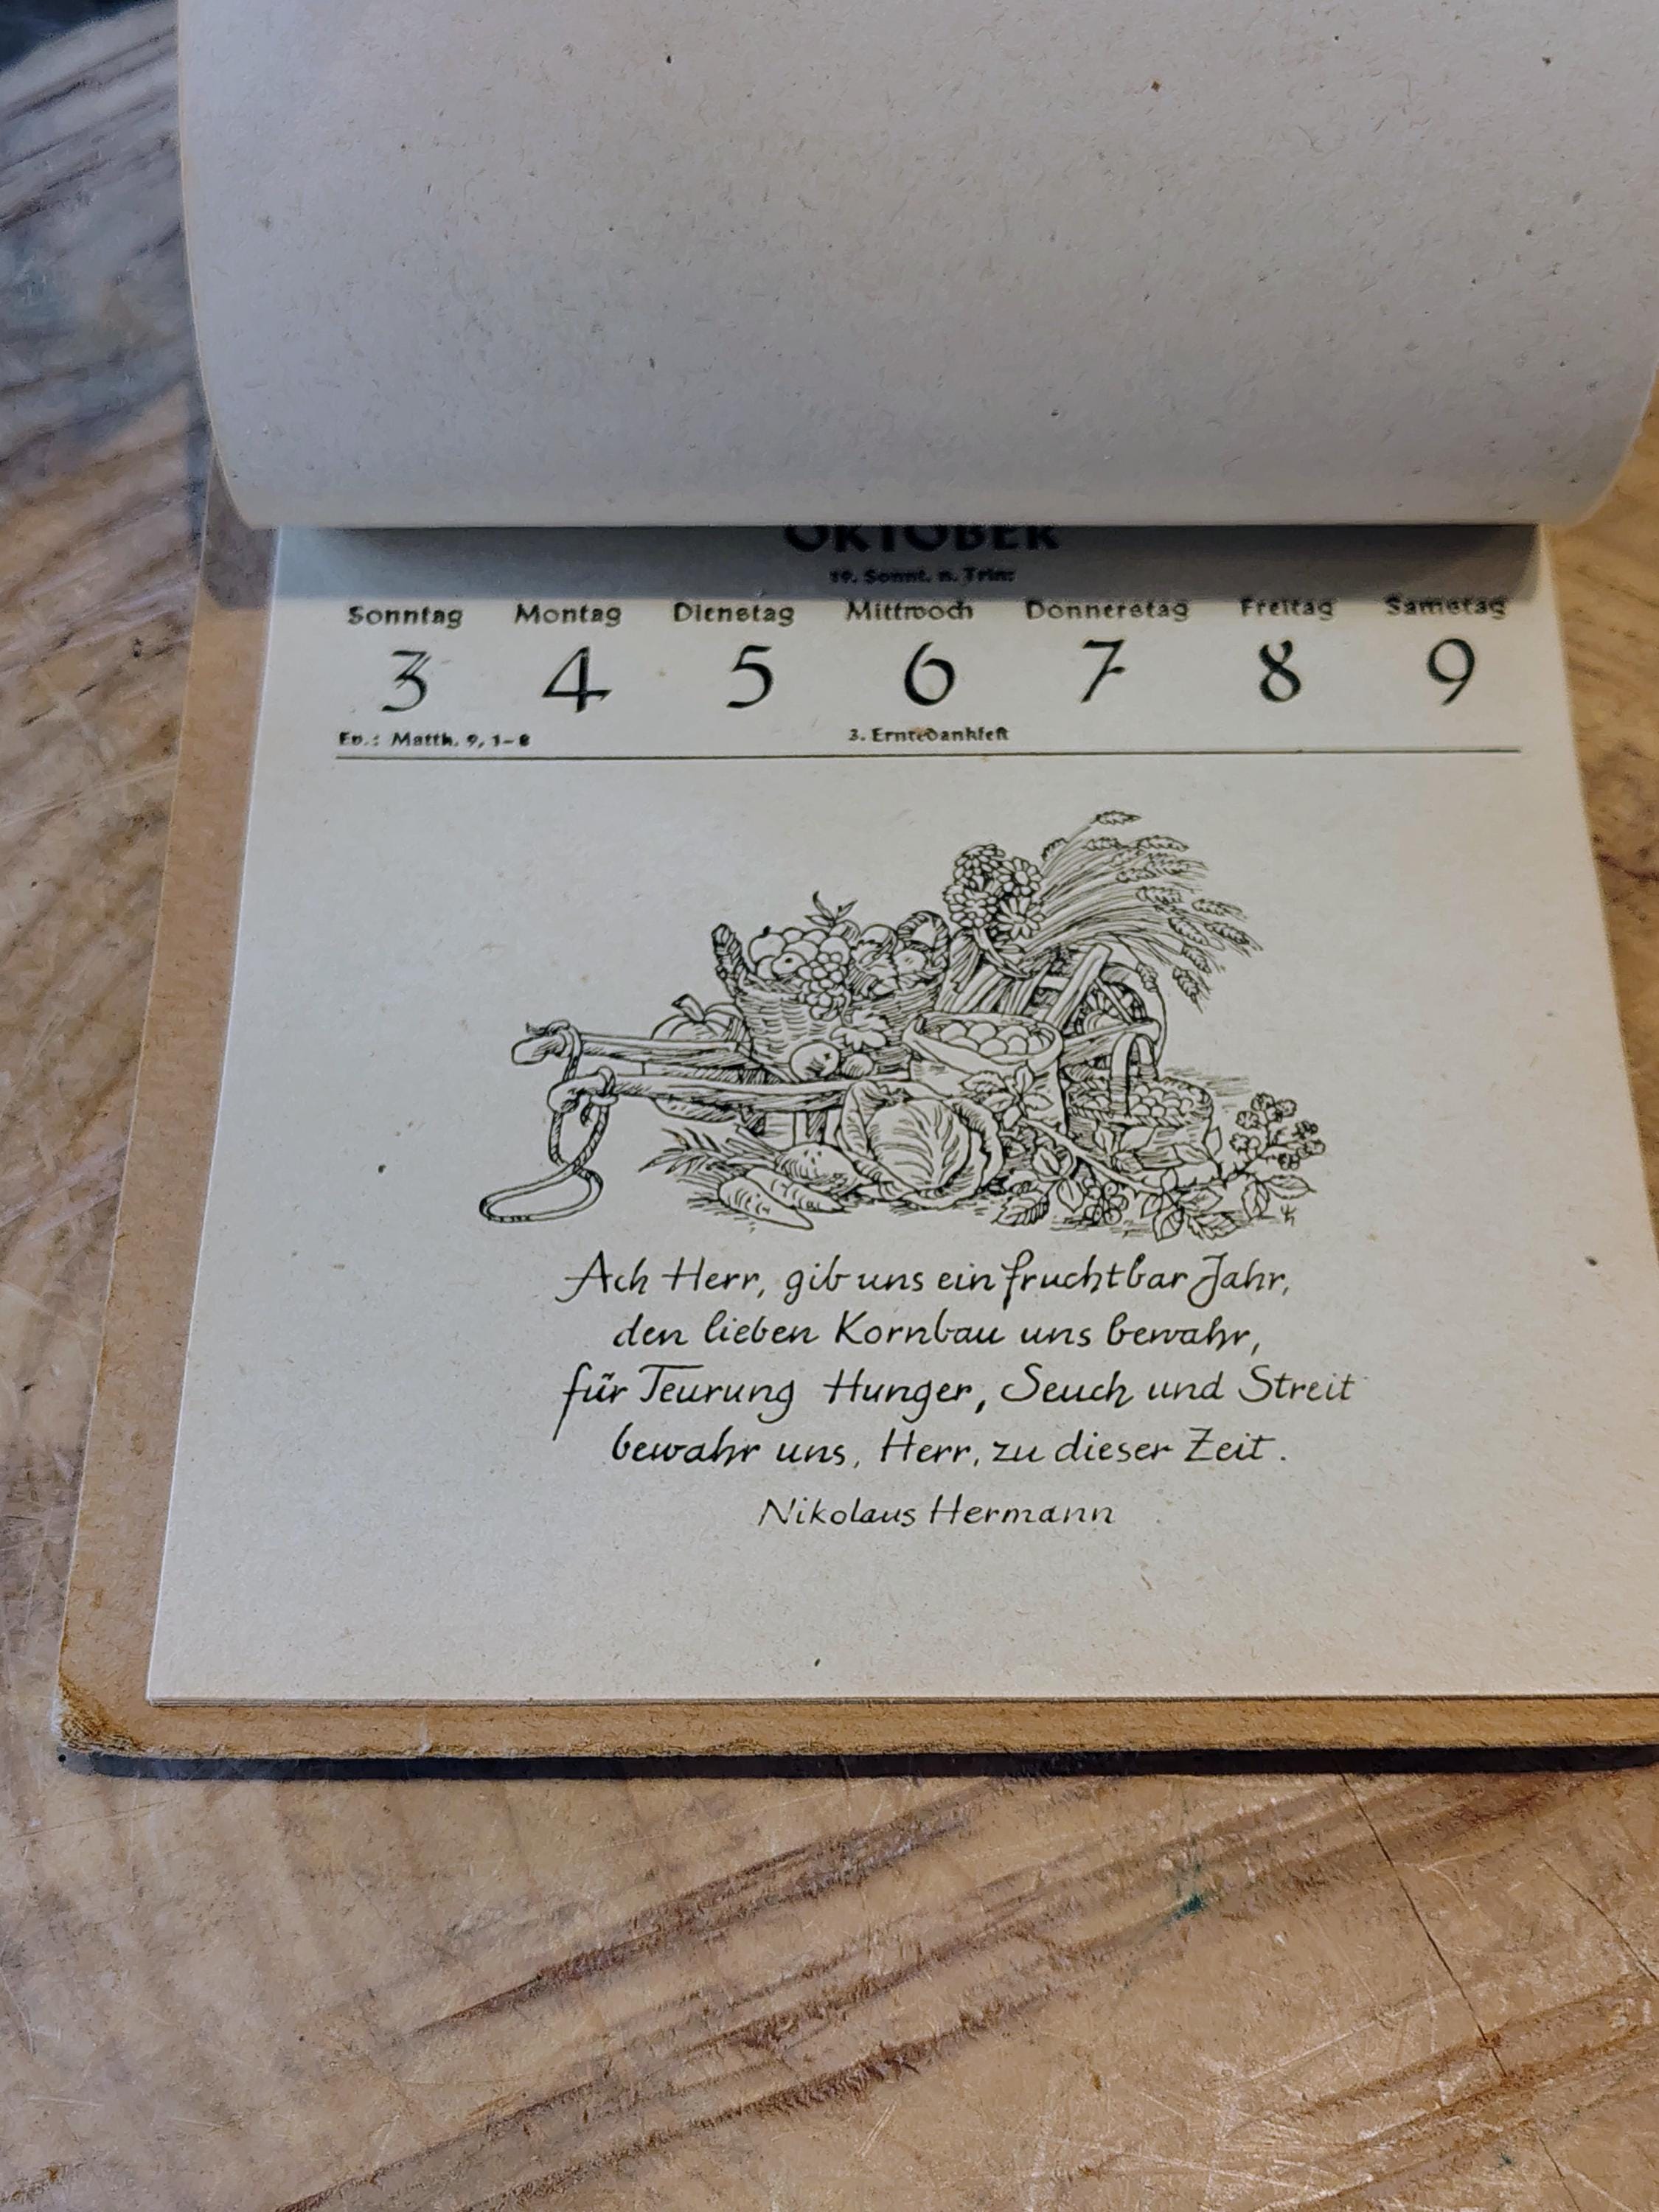 OKTOBER
19. Sonnt. n. Trin.
Sonntag Montag Dienstag Mittwoch Donnerstag Freitag Samstag
3 4 5 6 7 8 9
Ev.: Matth. 9, 1-8 3. Erntedankfest
Ach Herr, gib uns ein fruchtbar Jahr,
den lieben Kornbau uns bewahr,
für Teurung Hunger, Seuch und Streit
bewahr uns, Herr, zu dieser Zeit.
Nikolaus Hermann